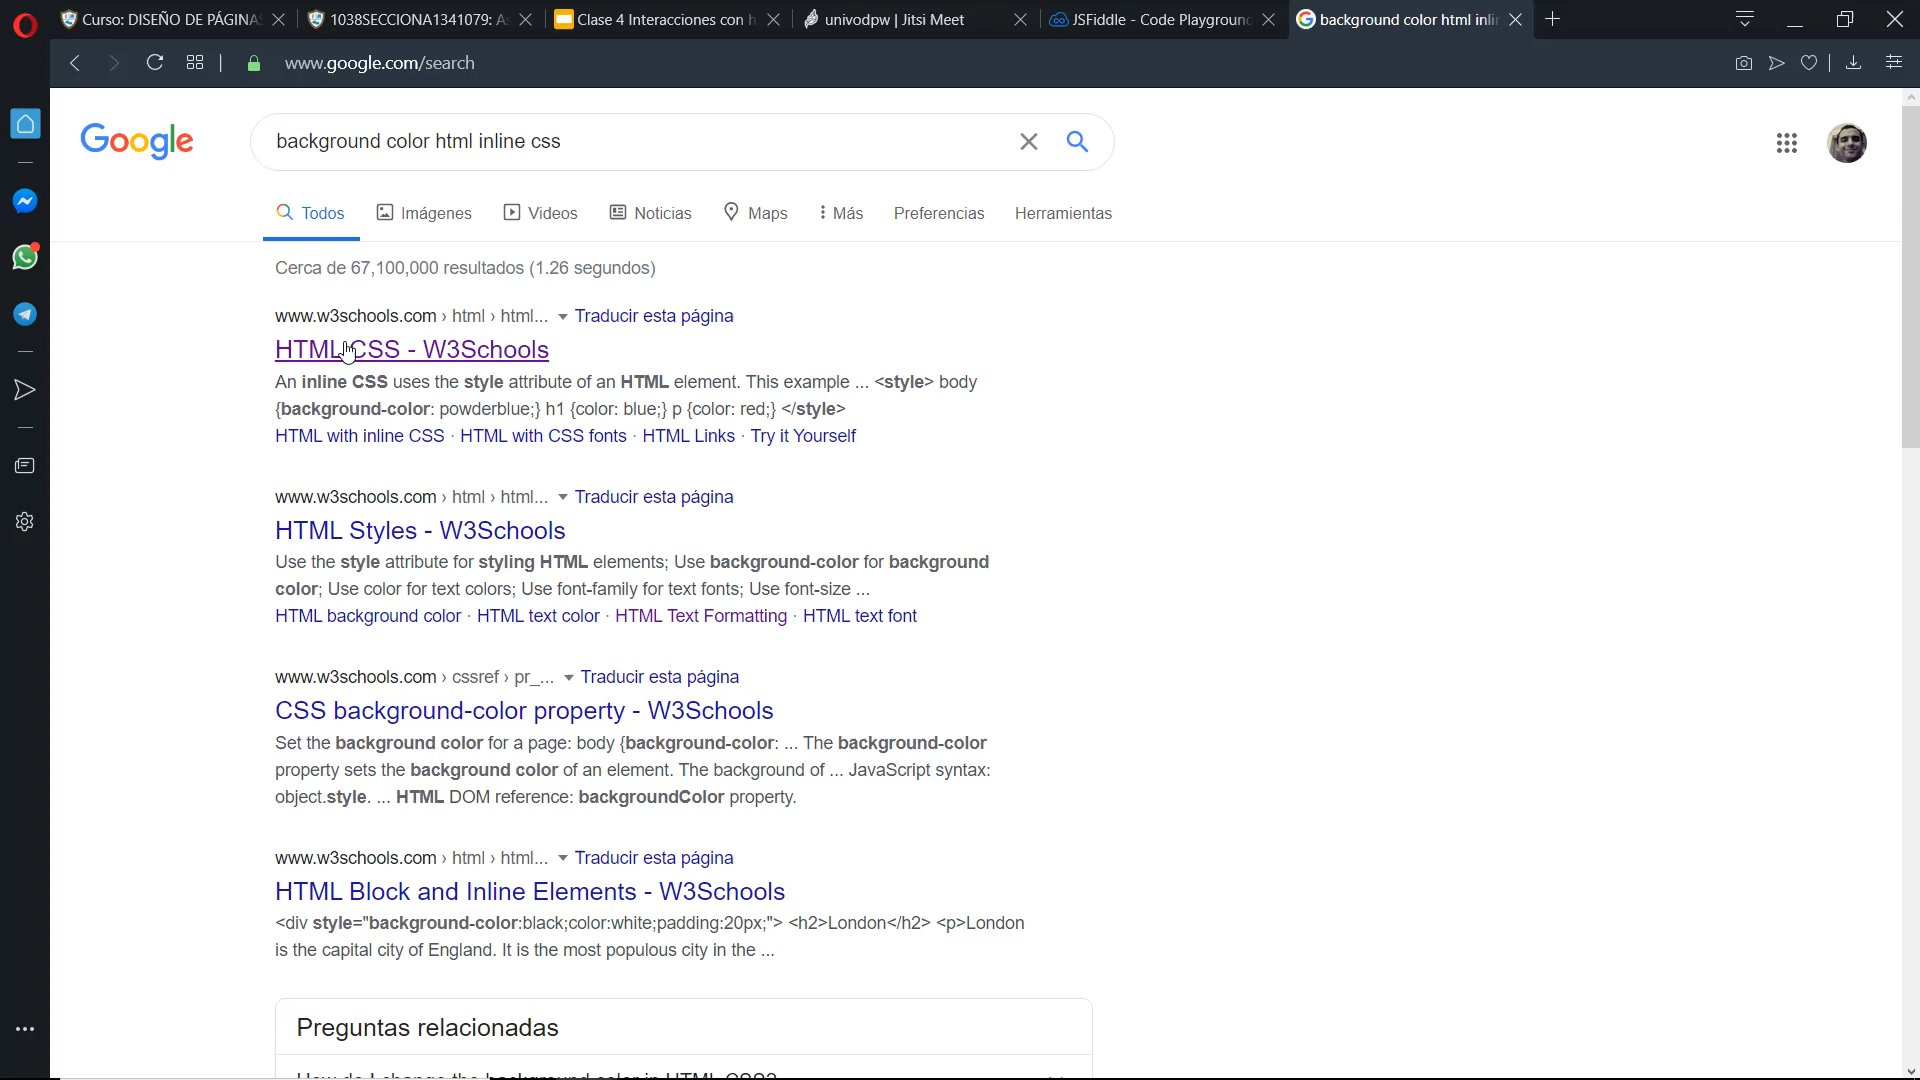 Curso: DISEÑO DE PÁGINAS
1038SECCIONA1341079: A
Clase 4 Interacciones con h
univodpw | Jitsi Meet
JSFiddle - Code Playground
background color html inli
www.google.com/search
Google
background color html inline css
Todos
Imágenes
Videos
Noticias
Maps
Más
Preferencias
Herramientas
Cerca de 67,100,000 resultados (1.26 segundos)
www.w3schools.com › html › html... Traducir esta página
HTML CSS - W3Schools
An inline CSS uses the style attribute of an HTML element. This example ... <style> body
{background-color: powderblue;} h1 {color: blue;} p {color: red;} </style>
HTML with inline CSS · HTML with CSS fonts · HTML Links · Try it Yourself
www.w3schools.com › html › html... Traducir esta página
HTML Styles - W3Schools
Use the style attribute for styling HTML elements; Use background-color for background
color; Use color for text colors; Use font-family for text fonts; Use font-size ...
HTML background color · HTML text color · HTML Text Formatting · HTML text font
www.w3schools.com › cssref › pr_... Traducir esta página
CSS background-color property - W3Schools
Set the background color for a page: body {background-color: ... The background-color
property sets the background color of an element. The background of ... JavaScript syntax:
object.style. ... HTML DOM reference: backgroundColor property.
www.w3schools.com › html › html... Traducir esta página
HTML Block and Inline Elements - W3Schools
<div style="background-color:black;color:white;padding:20px;"> <h2>London</h2> <p>London
is the capital city of England. It is the most populous city in the ...
Preguntas relacionadas
How do I change the background color in HTML CSS?